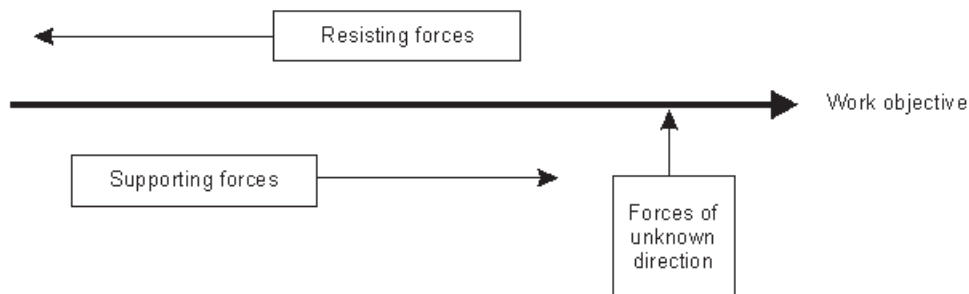 Resisting forces
Work objective
Supporting forces
Forces of
unknown
direction